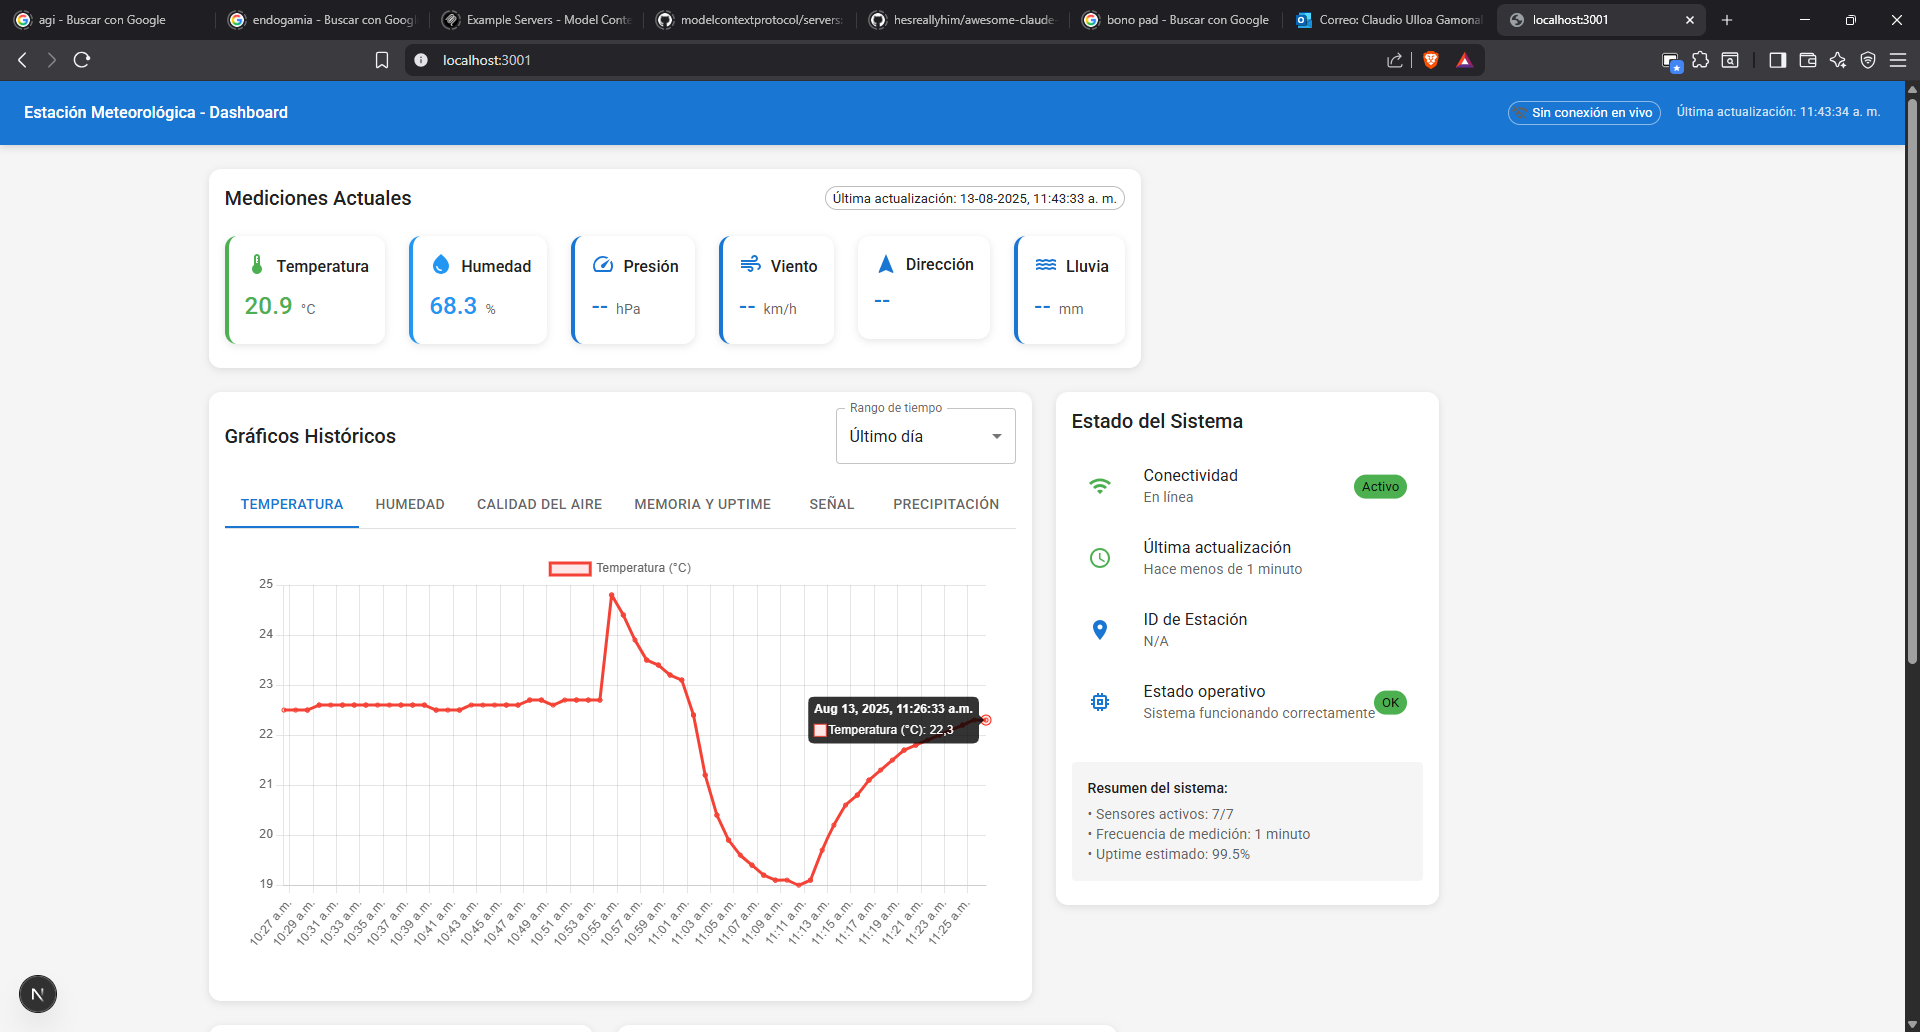 agi - Buscar con Google
endogamia - Buscar con Goog
Example Servers - Model Conte
modelcontextprotocol/servers:
hesreallyhim/awesome-claude-
bono pad - Buscar con Google
Correo: Claudio Ulloa Gamonal
localhost:3001
localhost:3001
Estación Meteorológica - Dashboard
Sin conexión en vivo
Última actualización: 11:43:34 a. m.
Mediciones Actuales
Última actualización: 13-08-2025, 11:43:33 a. m.
Temperatura
20.9 °C
Humedad
68.3 %
Presión
-- hPa
Viento
-- km/h
Dirección
--
Lluvia
-- mm
Gráficos Históricos
Rango de tiempo
Último día
TEMPERATURA
HUMEDAD
CALIDAD DEL AIRE
MEMORIA Y UPTIME
SEÑAL
PRECIPITACIÓN
Temperatura (°C)
25
24
23
22
21
20
19
Aug 13, 2025, 11:26:33 a.m.
Temperatura (°C): 22,3
10:27 a.m.
10:29 a.m.
10:31 a.m.
10:33 a.m.
10:35 a.m.
10:37 a.m.
10:39 a.m.
10:41 a.m.
10:43 a.m.
10:45 a.m.
10:47 a.m.
10:49 a.m.
10:51 a.m.
10:53 a.m.
10:55 a.m.
10:57 a.m.
10:59 a.m.
11:01 a.m.
11:03 a.m.
11:05 a.m.
11:07 a.m.
11:09 a.m.
11:11 a.m.
11:13 a.m.
11:15 a.m.
11:17 a.m.
11:19 a.m.
11:21 a.m.
11:23 a.m.
11:25 a.m.
Estado del Sistema
Conectividad
En línea
Activo
Última actualización
Hace menos de 1 minuto
ID de Estación
N/A
Estado operativo
Sistema funcionando correctamente
OK
Resumen del sistema:
• Sensores activos: 7/7
• Frecuencia de medición: 1 minuto
• Uptime estimado: 99.5%
N